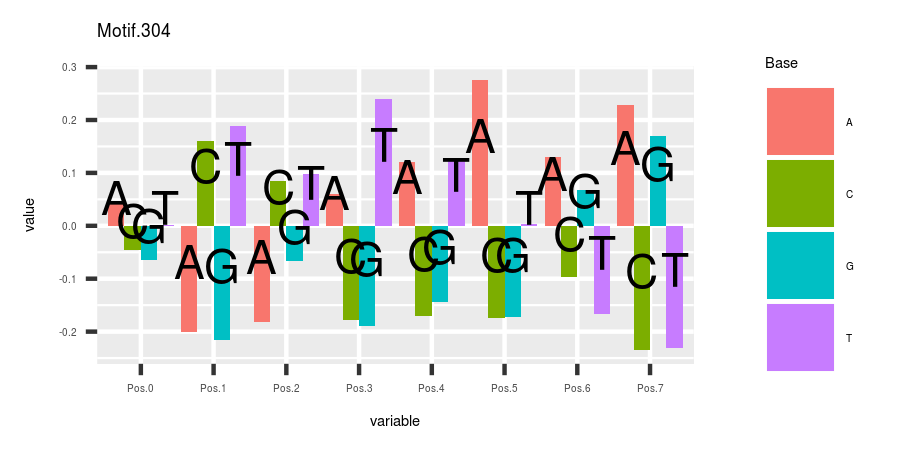 Motif.304
Base
0.3
0.2
0.1
0.0
-0.1
-0.2
value
A C G T
A C G T
A C G T
A C G T
A C G T
A C G T
A C G T
A C G T
Pos.0 Pos.1 Pos.2 Pos.3 Pos.4 Pos.5 Pos.6 Pos.7
variable
A
C
G
T